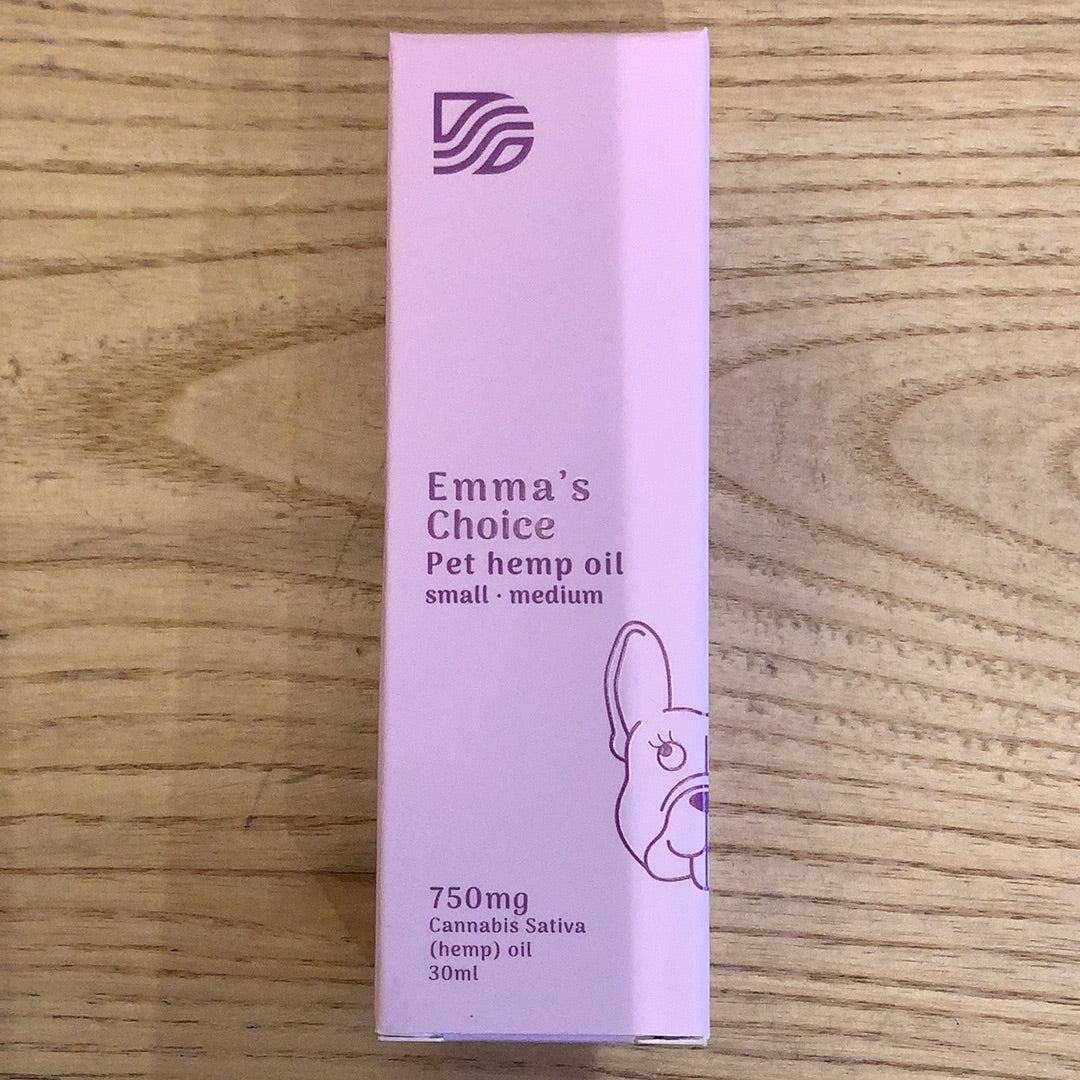 Emma's
Choice
Pet hemp oil
small · medium
750mg
Cannabis Sativa
(hemp) oil
30ml